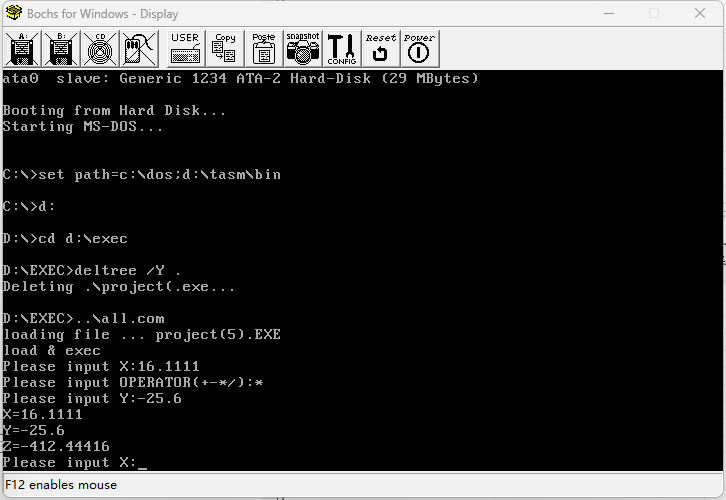 Bochs for Windows - Display
A: B: CD USER Copy Paste snapshot CONFIG Reset Power
ata0  slave: Generic 1234 ATA-2 Hard-Disk (29 MBytes)
Booting from Hard Disk...
Starting MS-DOS...
C:\>set path=c:\dos;d:\tasm\bin
C:\>d:
D:\>cd d:\exec
D:\EXEC>deltree /Y .
Deleting .\project(.exe...
D:\EXEC>..\all.com
loading file ... project(5).EXE
load & exec
Please input X:16.1111
Please input OPERATOR(+-*/):*
Please input Y:-25.6
X=16.1111
Y=-25.6
Z=-412.44416
Please input X:_
F12 enables mouse